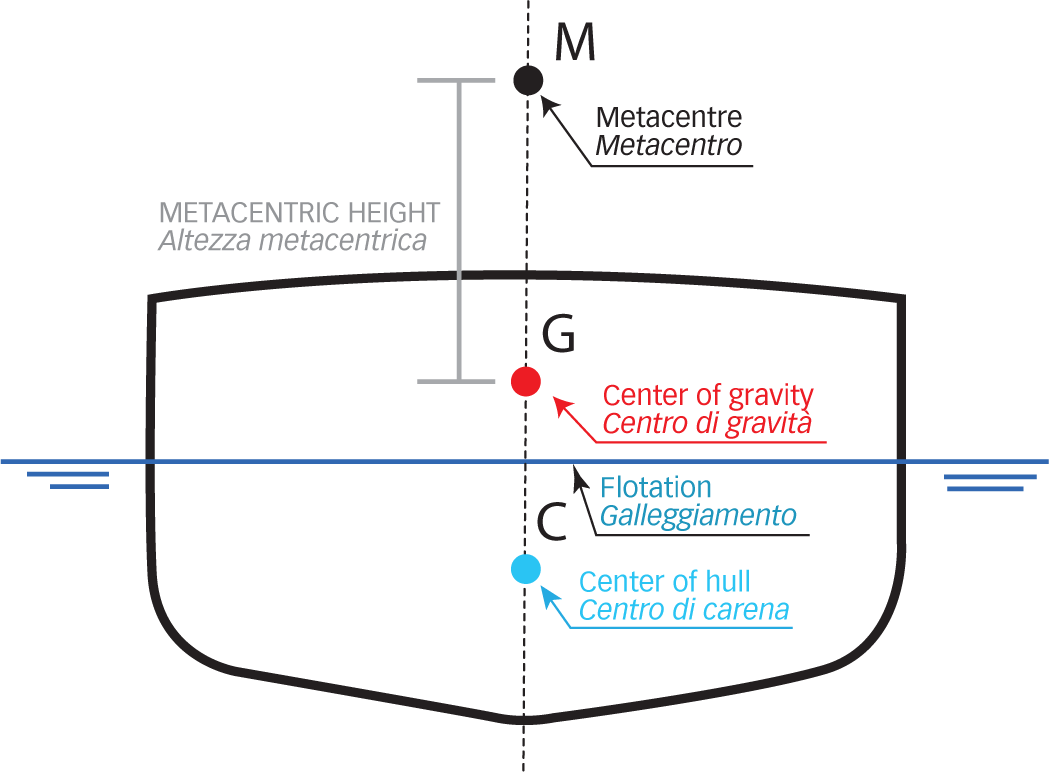 M
Metacentre
Metacentro
METACENTRIC HEIGHT
Altezza metacentrica
G
Center of gravity
Centro di gravità
Flotation
Galleggiamento
C
Center of hull
Centro di carena